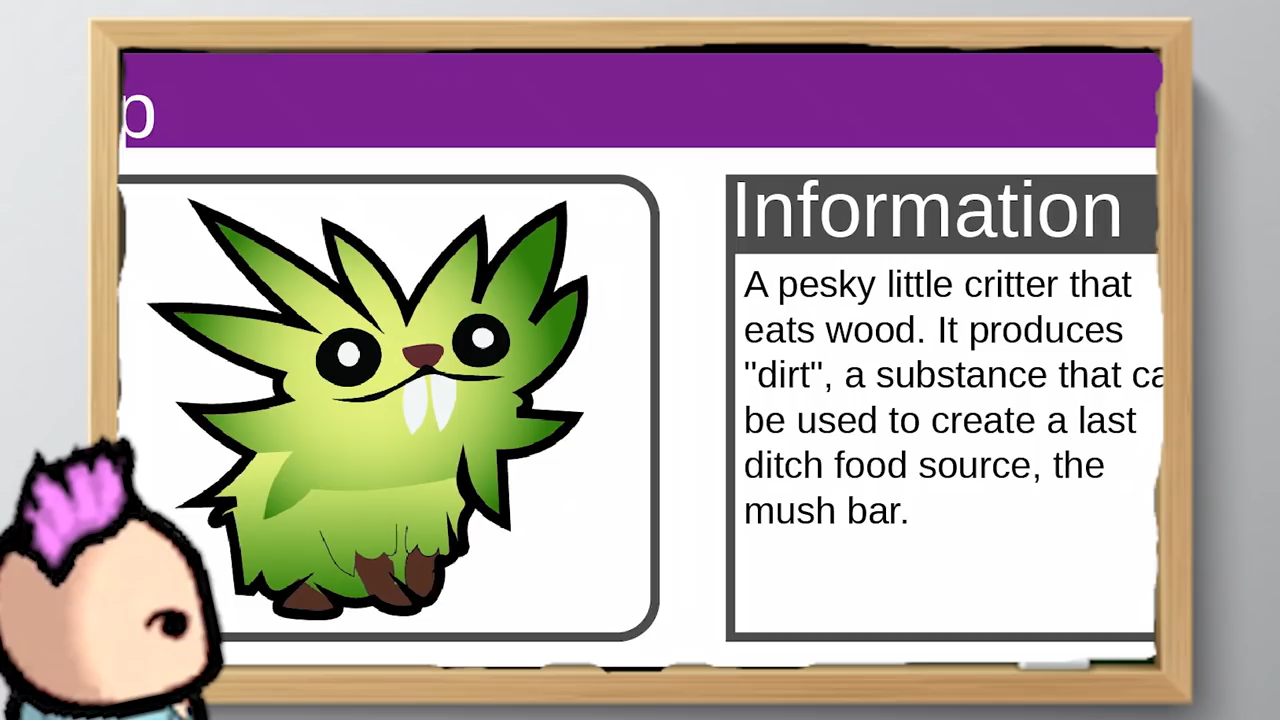 p
Information
A pesky little critter that
eats wood. It produces
"dirt", a substance that ca
be used to create a last
ditch food source, the
mush bar.